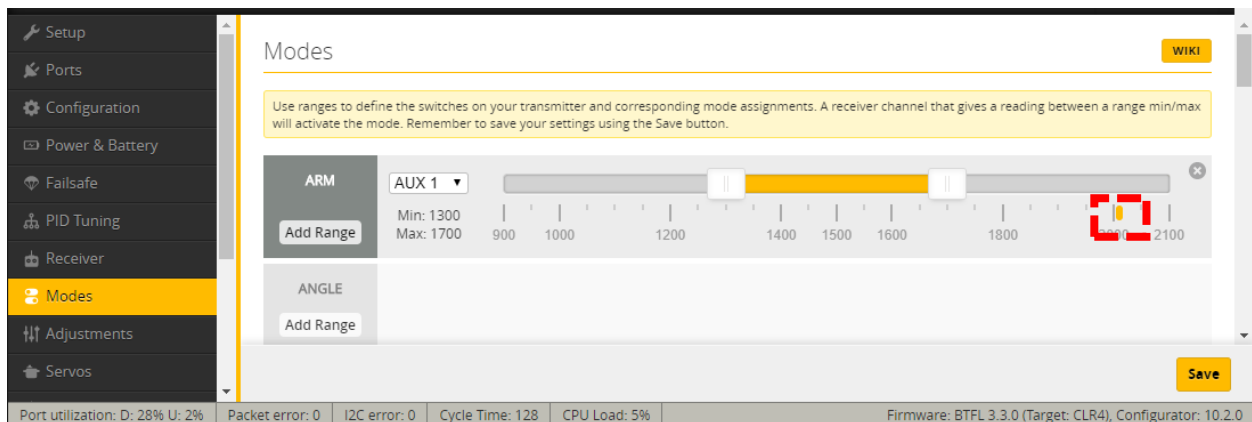 Setup
Ports
Configuration
Power & Battery
Failsafe
PID Tuning
Receiver
Modes
Adjustments
Servos
Modes
WIKI
Use ranges to define the switches on your transmitter and corresponding mode assignments. A receiver channel that gives a reading between a range min/max
will activate the mode. Remember to save your settings using the Save button.
ARM
Add Range
AUX 1
Min: 1300
Max: 1700
900 1000 1200 1400 1500 1600 1800 2000 2100
ANGLE
Add Range
Save
Port utilization: D: 28% U: 2% Packet error: 0 I2C error: 0 Cycle Time: 128 CPU Load: 5% Firmware: BTFL 3.3.0 (Target: CLR4), Configurator: 10.2.0